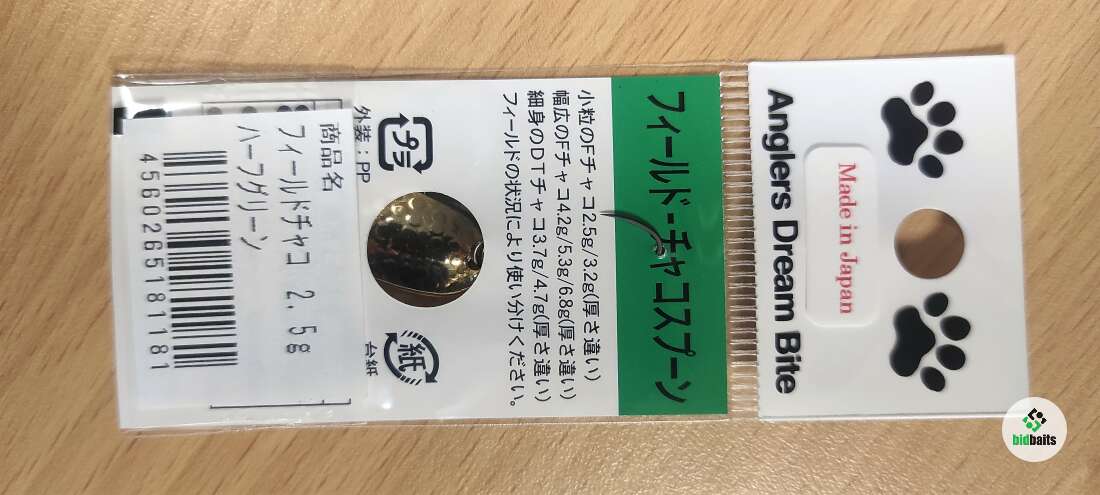 Anglers Dream Bite
Made in Japan
フィールド・チャコスプーン
小粒のFチャコ2.5g/3.2g(厚さ違い)
幅広のFチャコ4.2g/5.3g/6.8g(厚さ違い)
細身のDTチャコ3.7g/4.7g(厚さ違い)
フィールドの状況により使い分けください。
プラ
外装：PP
紙
台紙
商品名
フィールドチャコ 2.5g
ハーフグリーン
4560265181181
bidbaits